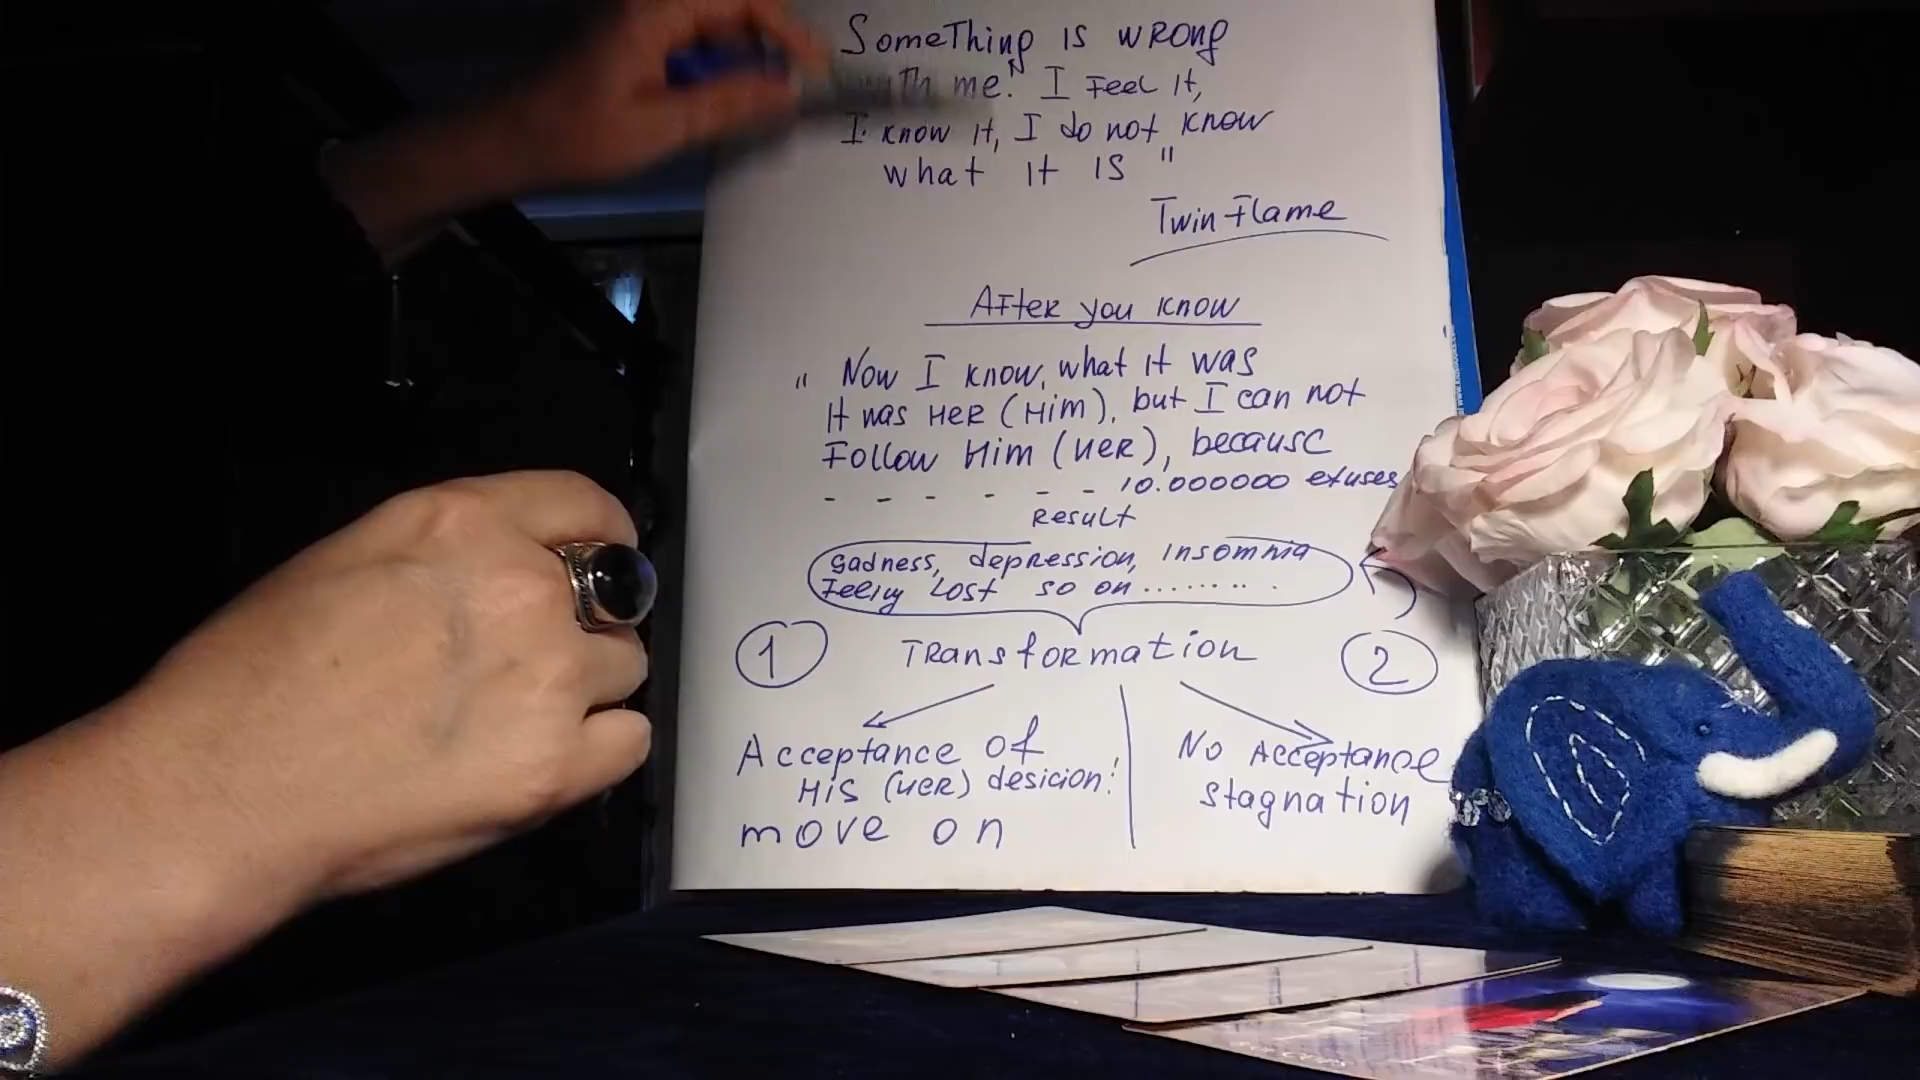 Something is wrong
with me." I Feel it,
I know it, I do not know
what it is "
Twin Flame
After you know
" Now I know, what it was
It was Her (Him), but I can not
Follow Him (Her), because
- - - - - - 10.000000 exuses
Result
Sadness, depression, insomnia
Feeling Lost so on .........
1 Transformation 2
Acceptance of
His (Her) desicion!
move on
No Acceptance
stagnation